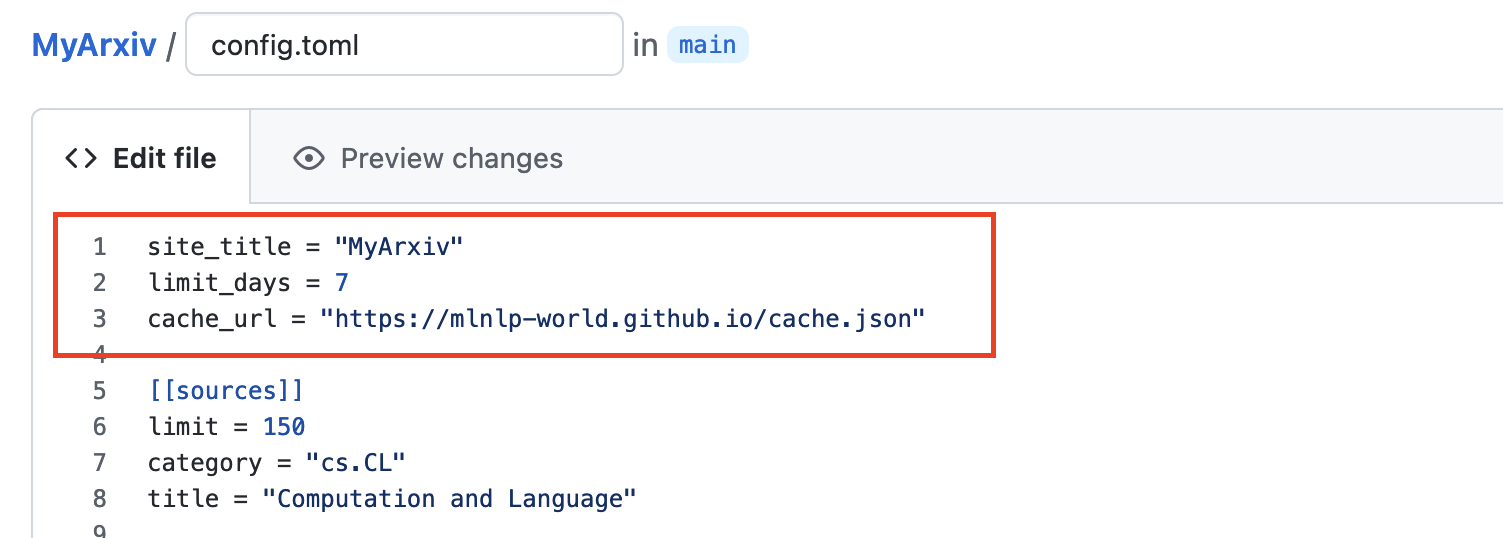 MyArxiv / config.toml in main
<> Edit file Preview changes
1 site_title = "MyArxiv"
2 limit_days = 7
3 cache_url = "https://mlnlp-world.github.io/cache.json"
4
5 [[sources]]
6 limit = 150
7 category = "cs.CL"
8 title = "Computation and Language"
9